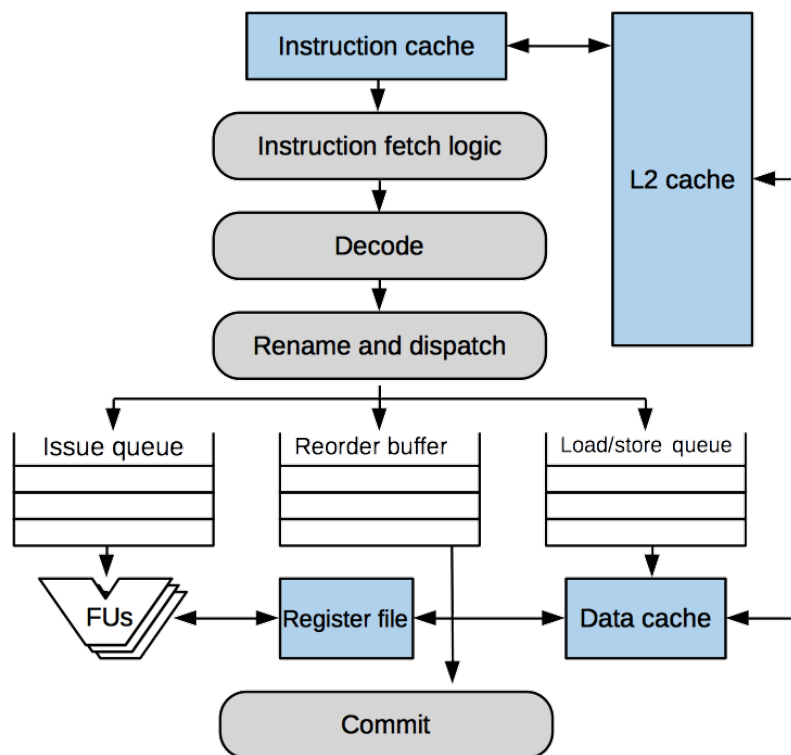 Instruction cache
L2 cache
Instruction fetch logic
Decode
Rename and dispatch
Issue queue
Reorder buffer
Load/store queue
FUs
Register file
Data cache
Commit